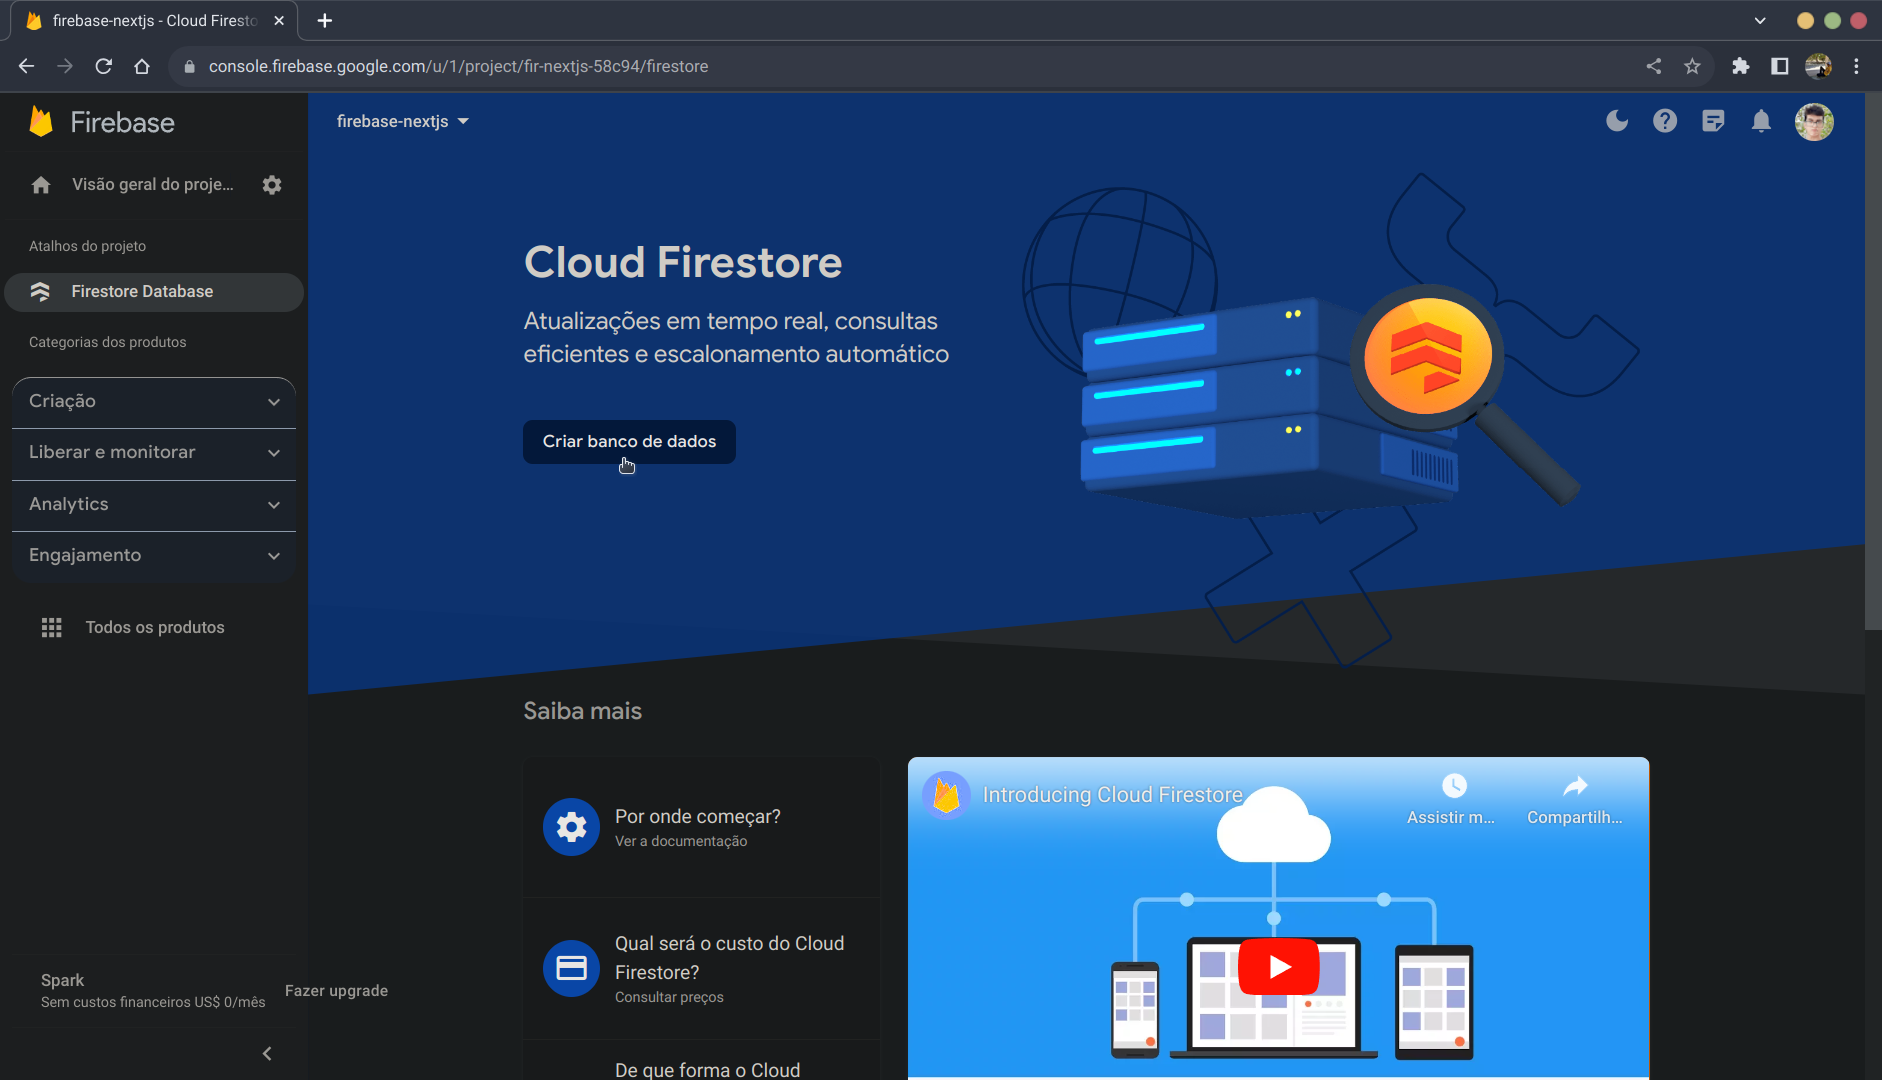 firebase-nextjs - Cloud Firesto
console.firebase.google.com/u/1/project/fir-nextjs-58c94/firestore
Firebase
firebase-nextjs
Visão geral do proje...
Atalhos do projeto
Firestore Database
Categorias dos produtos
Criação
Liberar e monitorar
Analytics
Engajamento
Todos os produtos
Spark
Sem custos financeiros US$ 0/mês
Fazer upgrade
Cloud Firestore
Atualizações em tempo real, consultas
eficientes e escalonamento automático
Criar banco de dados
Saiba mais
Por onde começar?
Ver a documentação
Qual será o custo do Cloud
Firestore?
Consultar preços
De que forma o Cloud
Introducing Cloud Firestore
Assistir m...
Compartilh...